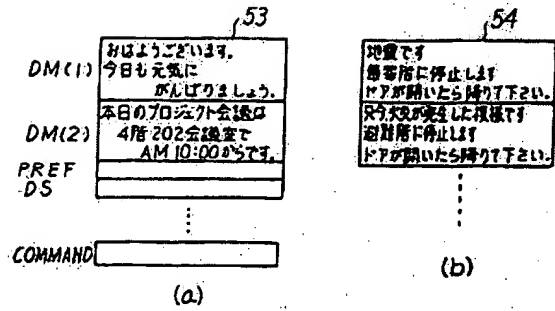 53
おはようございます。
今日も元気に
がんばりましょう。
DM(1)
本日のプロジェクト会議は
4階202会議室で
AM 10:00からです。
DM(2)
PREF
DS
COMMAND
(a)
54
地震です
最寄階に停止します
ドアが開いたら降りて下さい。
只今火災が発生した模様です
避難階に停止します
ドアが開いたら降りて下さい。
(b)